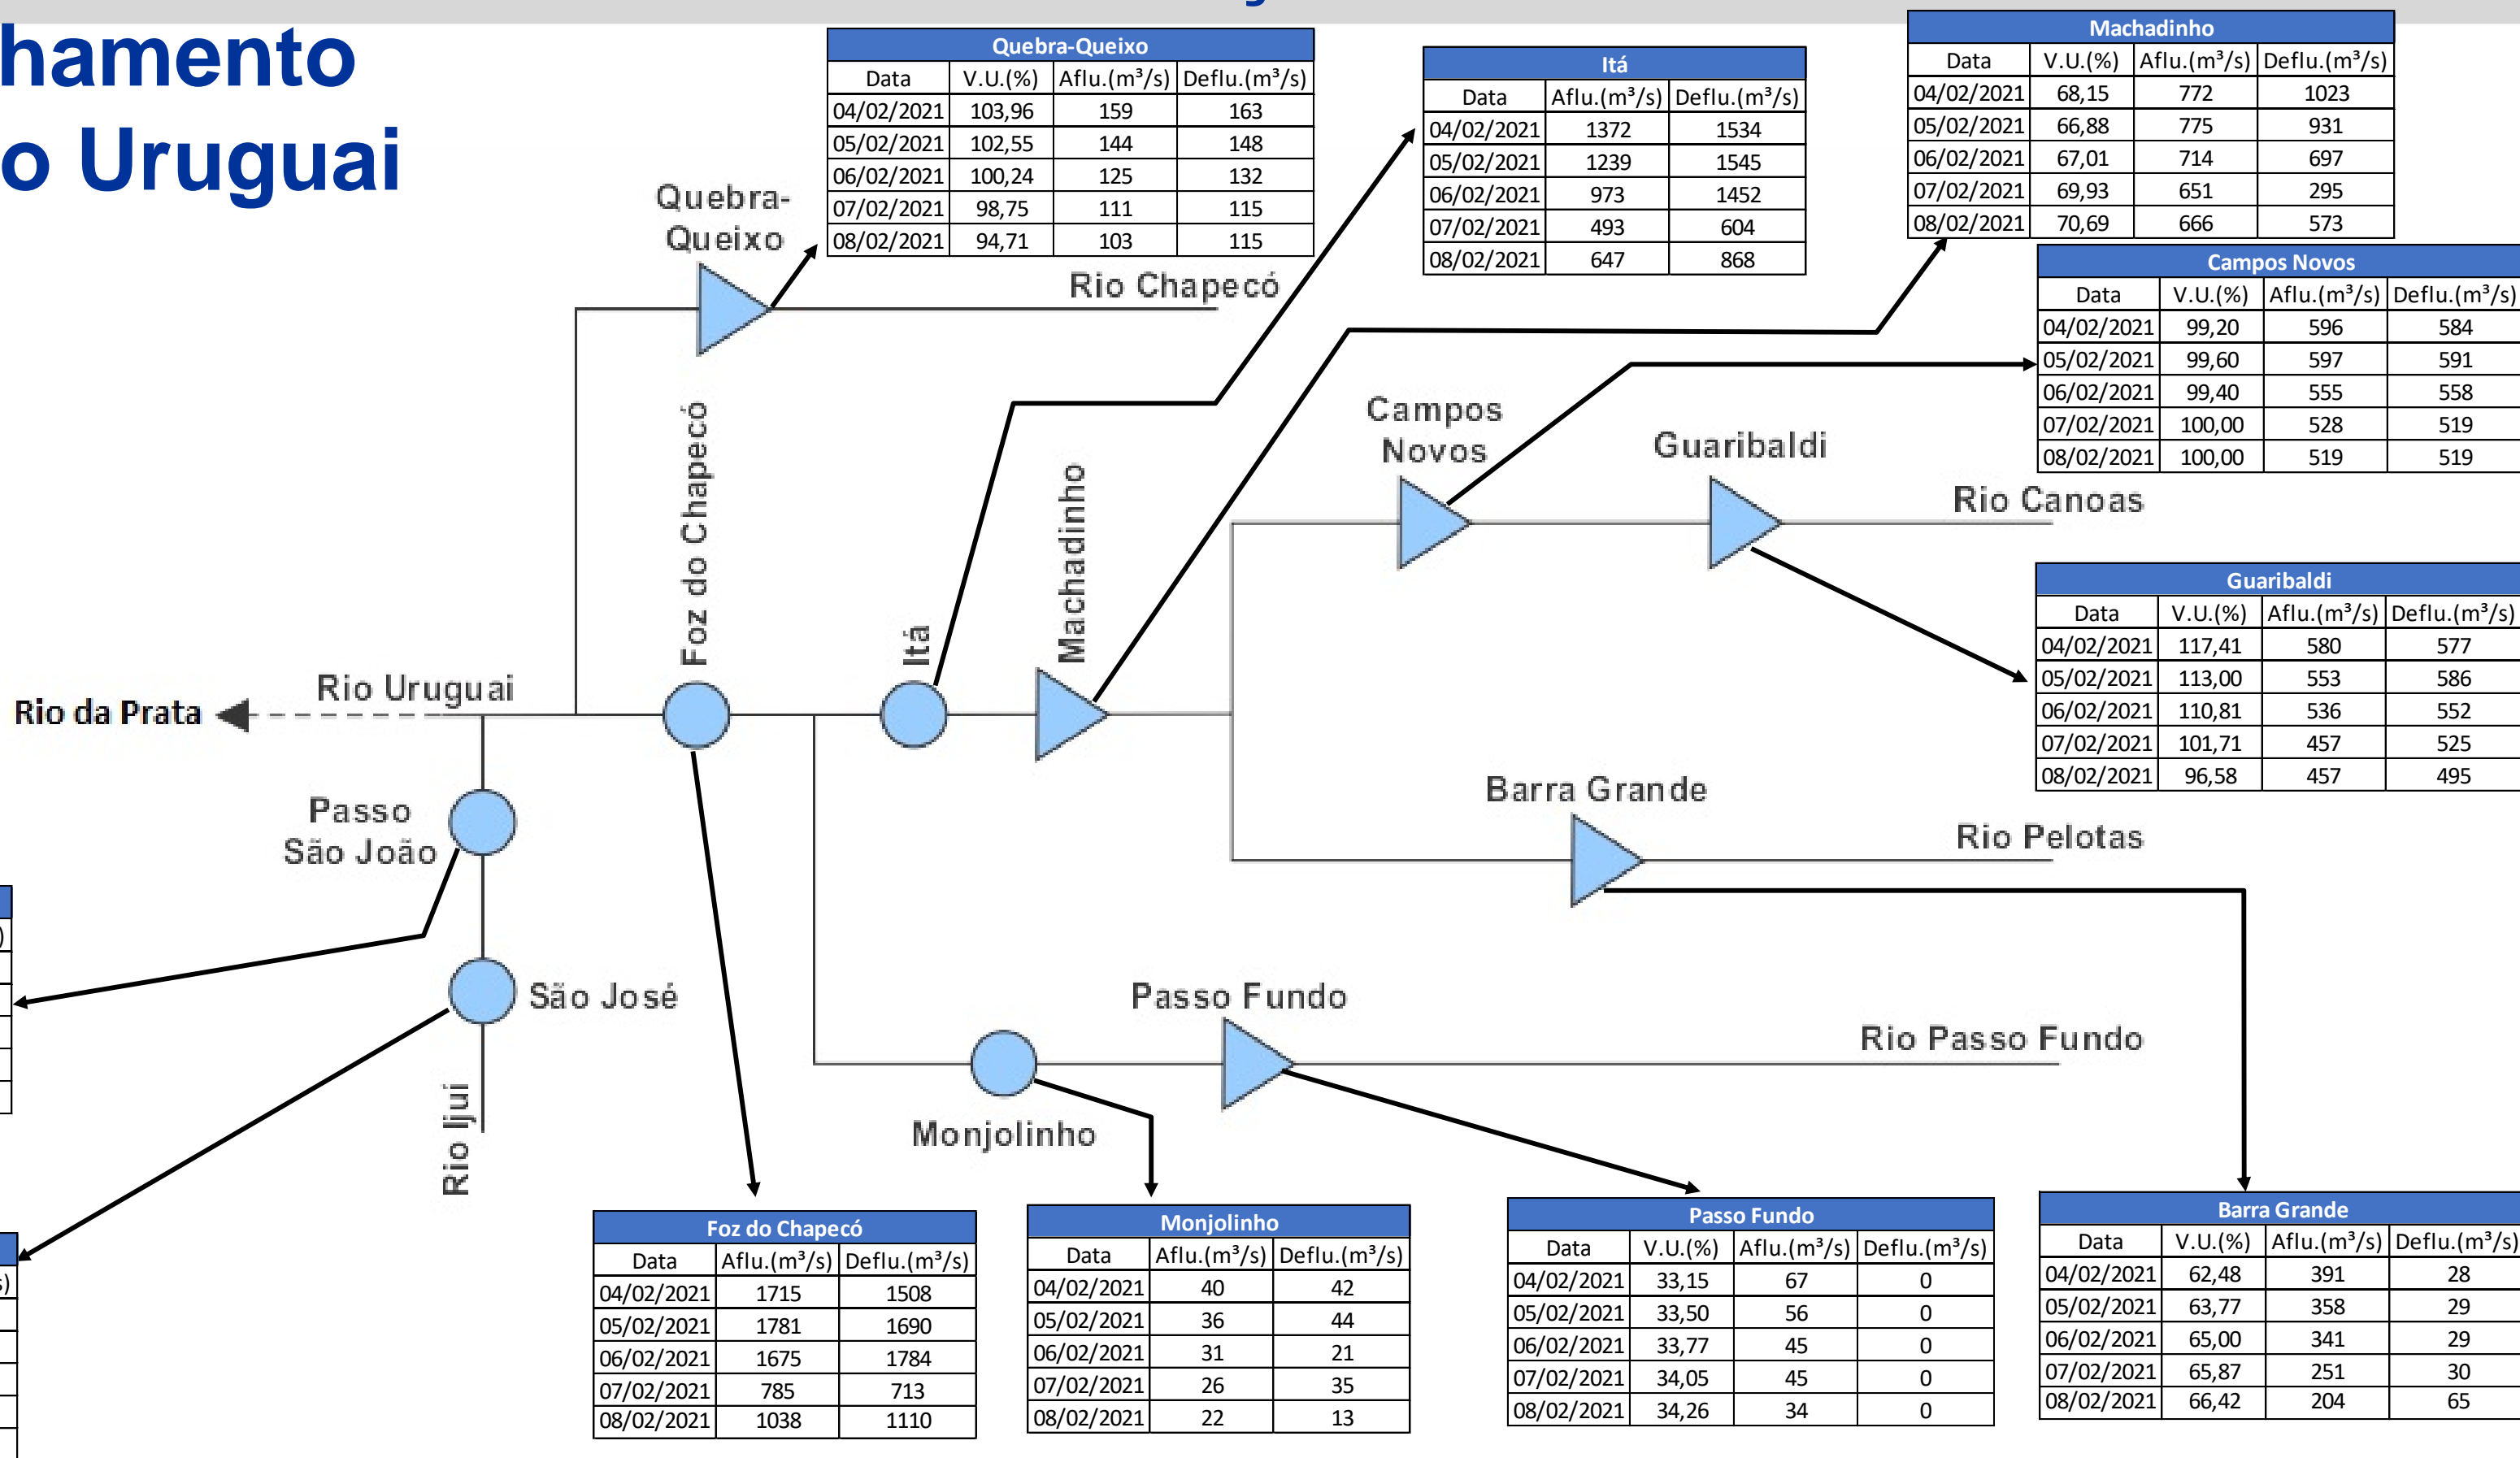 hamento
o Uruguai
Quebra-Queixo
Data V.U.(%) Aflu.(m³/s) Deflu.(m³/s)
04/02/2021 103,96 159 163
05/02/2021 102,55 144 148
06/02/2021 100,24 125 132
07/02/2021 98,75 111 115
08/02/2021 94,71 103 115
Itá
Data Aflu.(m³/s) Deflu.(m³/s)
04/02/2021 1372 1534
05/02/2021 1239 1545
06/02/2021 973 1452
07/02/2021 493 604
08/02/2021 647 868
Machadinho
Data V.U.(%) Aflu.(m³/s) Deflu.(m³/s)
04/02/2021 68,15 772 1023
05/02/2021 66,88 775 931
06/02/2021 67,01 714 697
07/02/2021 69,93 651 295
08/02/2021 70,69 666 573
Campos Novos
Data V.U.(%) Aflu.(m³/s) Deflu.(m³/s)
04/02/2021 99,20 596 584
05/02/2021 99,60 597 591
06/02/2021 99,40 555 558
07/02/2021 100,00 528 519
08/02/2021 100,00 519 519
Quebra-
Queixo
Rio Chapecó
Foz do Chapecó
Itá
Machadinho
Campos
Novos
Guaribaldi
Rio Canoas
Guaribaldi
Data V.U.(%) Aflu.(m³/s) Deflu.(m³/s)
04/02/2021 117,41 580 577
05/02/2021 113,00 553 586
06/02/2021 110,81 536 552
07/02/2021 101,71 457 525
08/02/2021 96,58 457 495
Rio da Prata
Rio Uruguai
Passo
São João
Barra Grande
Rio Pelotas
)
São José
Passo Fundo
Rio Passo Fundo
Monjolinho
Rio Ijuí
s)
Foz do Chapecó
Data Aflu.(m³/s) Deflu.(m³/s)
04/02/2021 1715 1508
05/02/2021 1781 1690
06/02/2021 1675 1784
07/02/2021 785 713
08/02/2021 1038 1110
Monjolinho
Data Aflu.(m³/s) Deflu.(m³/s)
04/02/2021 40 42
05/02/2021 36 44
06/02/2021 31 21
07/02/2021 26 35
08/02/2021 22 13
Passo Fundo
Data V.U.(%) Aflu.(m³/s) Deflu.(m³/s)
04/02/2021 33,15 67 0
05/02/2021 33,50 56 0
06/02/2021 33,77 45 0
07/02/2021 34,05 45 0
08/02/2021 34,26 34 0
Barra Grande
Data V.U.(%) Aflu.(m³/s) Deflu.(m³/s)
04/02/2021 62,48 391 28
05/02/2021 63,77 358 29
06/02/2021 65,00 341 29
07/02/2021 65,87 251 30
08/02/2021 66,42 204 65